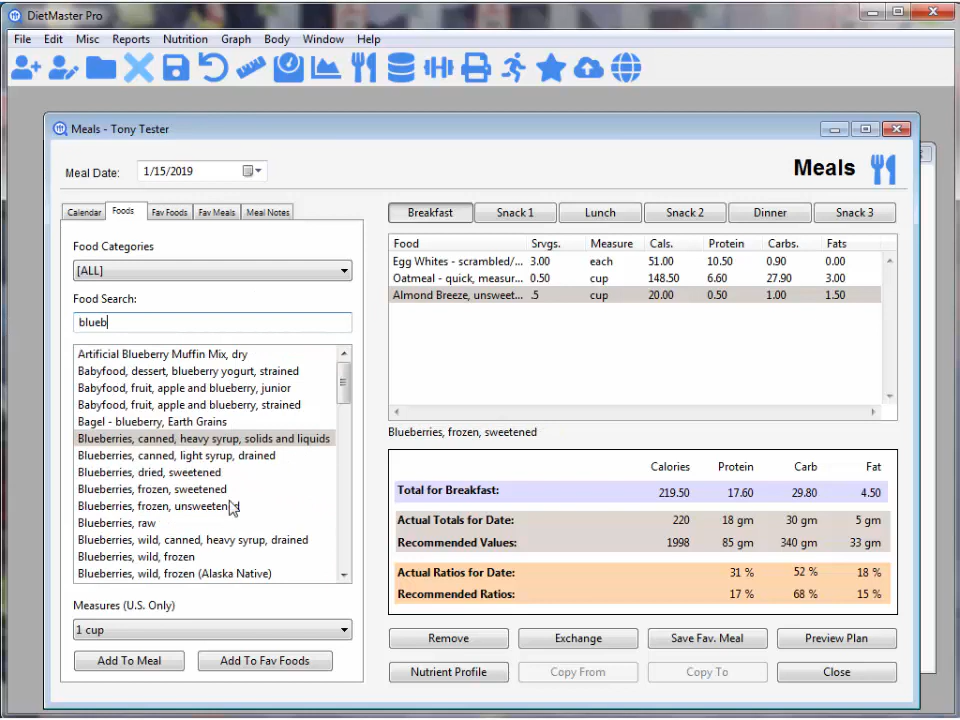 DietMaster Pro
File Edit Misc Reports Nutrition Graph Body Window Help
Meals - Tony Tester
Meal Date: 1/15/2019
Meals
Calendar Foods Fav Foods Fav Meals Meal Notes
Food Categories
[ALL]
Food Search:
blueb
Artificial Blueberry Muffin Mix, dry
Babyfood, dessert, blueberry yogurt, strained
Babyfood, fruit, apple and blueberry, junior
Babyfood, fruit, apple and blueberry, strained
Bagel - blueberry, Earth Grains
Blueberries, canned, heavy syrup, solids and liquids
Blueberries, canned, light syrup, drained
Blueberries, dried, sweetened
Blueberries, frozen, sweetened
Blueberries, frozen, unsweetened
Blueberries, raw
Blueberries, wild, canned, heavy syrup, drained
Blueberries, wild, frozen
Blueberries, wild, frozen (Alaska Native)
Measures (U.S. Only)
1 cup
Add To Meal Add To Fav Foods
Breakfast Snack 1 Lunch Snack 2 Dinner Snack 3
Food Srvgs. Measure Cals. Protein Carbs. Fats
Egg Whites - scrambled/... 3.00 each 51.00 10.50 0.90 0.00
Oatmeal - quick, measur... 0.50 cup 148.50 6.60 27.90 3.00
Almond Breeze, unsweet... .5 cup 20.00 0.50 1.00 1.50
Blueberries, frozen, sweetened
Calories Protein Carb Fat
Total for Breakfast: 219.50 17.60 29.80 4.50
Actual Totals for Date: 220 18 gm 30 gm 5 gm
Recommended Values: 1998 85 gm 340 gm 33 gm
Actual Ratios for Date: 31 % 52 % 18 %
Recommended Ratios: 17 % 68 % 15 %
Remove Exchange Save Fav. Meal Preview Plan
Nutrient Profile Copy From Copy To Close